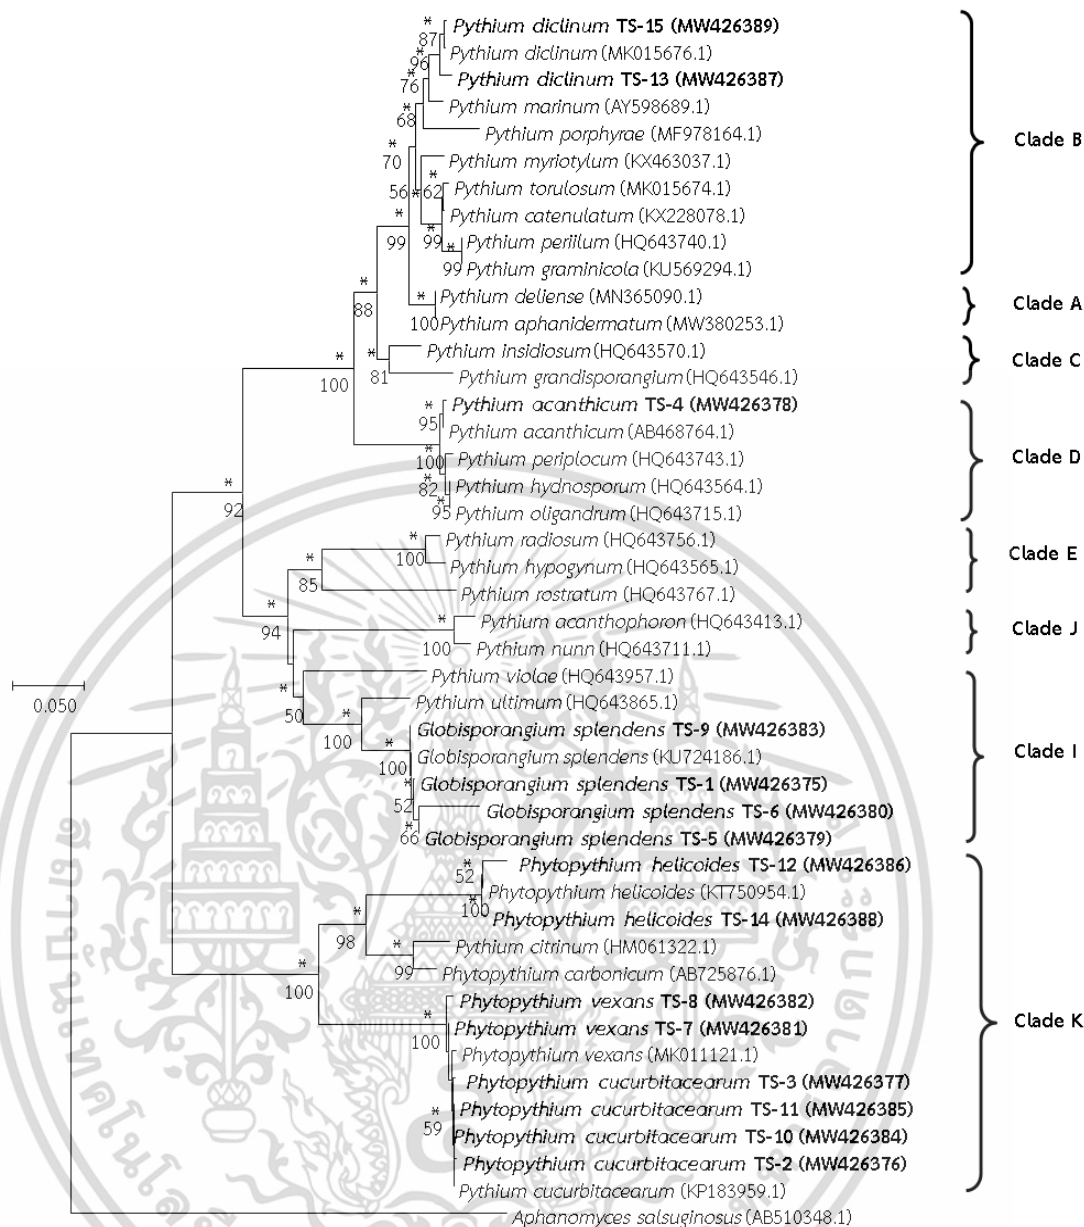 *
Pythium diclinum TS-15 (MW426389)
87
Pythium diclinum (MK015676.1)
*
96
Pythium diclinum TS-13 (MW426387)
*
76
Pythium marinum (AY598689.1)
*
68
Pythium porphyrae (MF978164.1)
Clade B
*
70
Pythium myriotylum (KX463037.1)
*
56
*
62
Pythium torulosum (MK015674.1)
Pythium catenulatum (KX228078.1)
*
99
*
99
Pythium periilum (HQ643740.1)
*
99
Pythium graminicola (KU569294.1)
*
Pythium deliense (MN365090.1)
Clade A
*
88
100
Pythium aphanidermatum (MW380253.1)
*
Pythium insidiosum (HQ643570.1)
Clade C
*
100
81
Pythium grandisporangium (HQ643546.1)
*
Pythium acanthicum TS-4 (MW426378)
95
Pythium acanthicum (AB468764.1)
*
100
Pythium periplocum (HQ643743.1)
Clade D
*
82
Pythium hydnosporum (HQ643564.1)
*
92
*
95
Pythium oligandrum (HQ643715.1)
*
Pythium radiosum (HQ643756.1)
Clade E
*
100
Pythium hypogynum (HQ643565.1)
85
Pythium rostratum (HQ643767.1)
*
94
*
Pythium acanthophoron (HQ643413.1)
Clade J
100
Pythium nunn (HQ643711.1)
Pythium violae (HQ643957.1)
*
50
Pythium ultimum (HQ643865.1)
0.050
*
100
Globisporangium splendens TS-9 (MW426383)
*
100
Globisporangium splendens (KU724186.1)
Clade I
*
52
Globisporangium splendens TS-1 (MW426375)
Globisporangium splendens TS-6 (MW426380)
*
66
Globisporangium splendens TS-5 (MW426379)
*
52
Phytopythium helicoides TS-12 (MW426386)
Phytopythium helicoides (KT750954.1)
*
100
Phytopythium helicoides TS-14 (MW426388)
*
98
*
Pythium citrinum (HM061322.1)
99
Phytopythium carbonicum (AB725876.1)
*
100
Phytopythium vexans TS-8 (MW426382)
*
Phytopythium vexans TS-7 (MW426381)
Clade K
100
Phytopythium vexans (MK011121.1)
Phytopythium cucurbitacearum TS-3 (MW426377)
*
59
Phytopythium cucurbitacearum TS-11 (MW426385)
Phytopythium cucurbitacearum TS-10 (MW426384)
Phytopythium cucurbitacearum TS-2 (MW426376)
Pythium cucurbitacearum (KP183959.1)
Aphanomyces salsuginosus (AB510348.1)